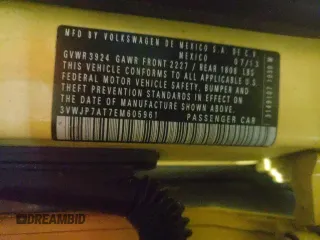 MFD BY VOLKSWAGEN DE MEXICO S.A. DE C.V.
MEXICO 07/13
GVWR 3924 GAWR FRONT 2227 / REAR 1808 LBS
THIS VEHICLE CONFORMS TO ALL APPLICABLE U.S.
FEDERAL MOTOR VEHICLE SAFETY, BUMPER AND
THEFT PREVENTION STANDARDS IN EFFECT ON
THE DATE OF MANUFACTURE SHOWN ABOVE
3VWJP7AT7EM605961
PASSENGER CAR
DREAMBID